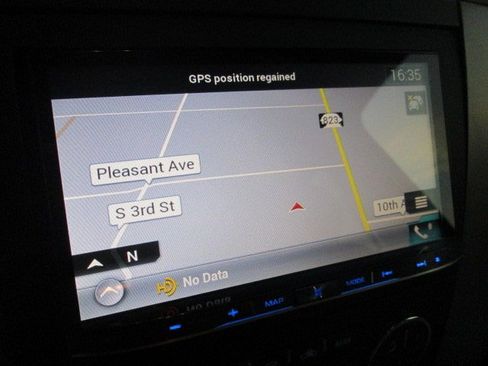 GPS position regained
16:35
823
Pleasant Ave
S 3rd St
10th A
N
No Data
MAP
MODE